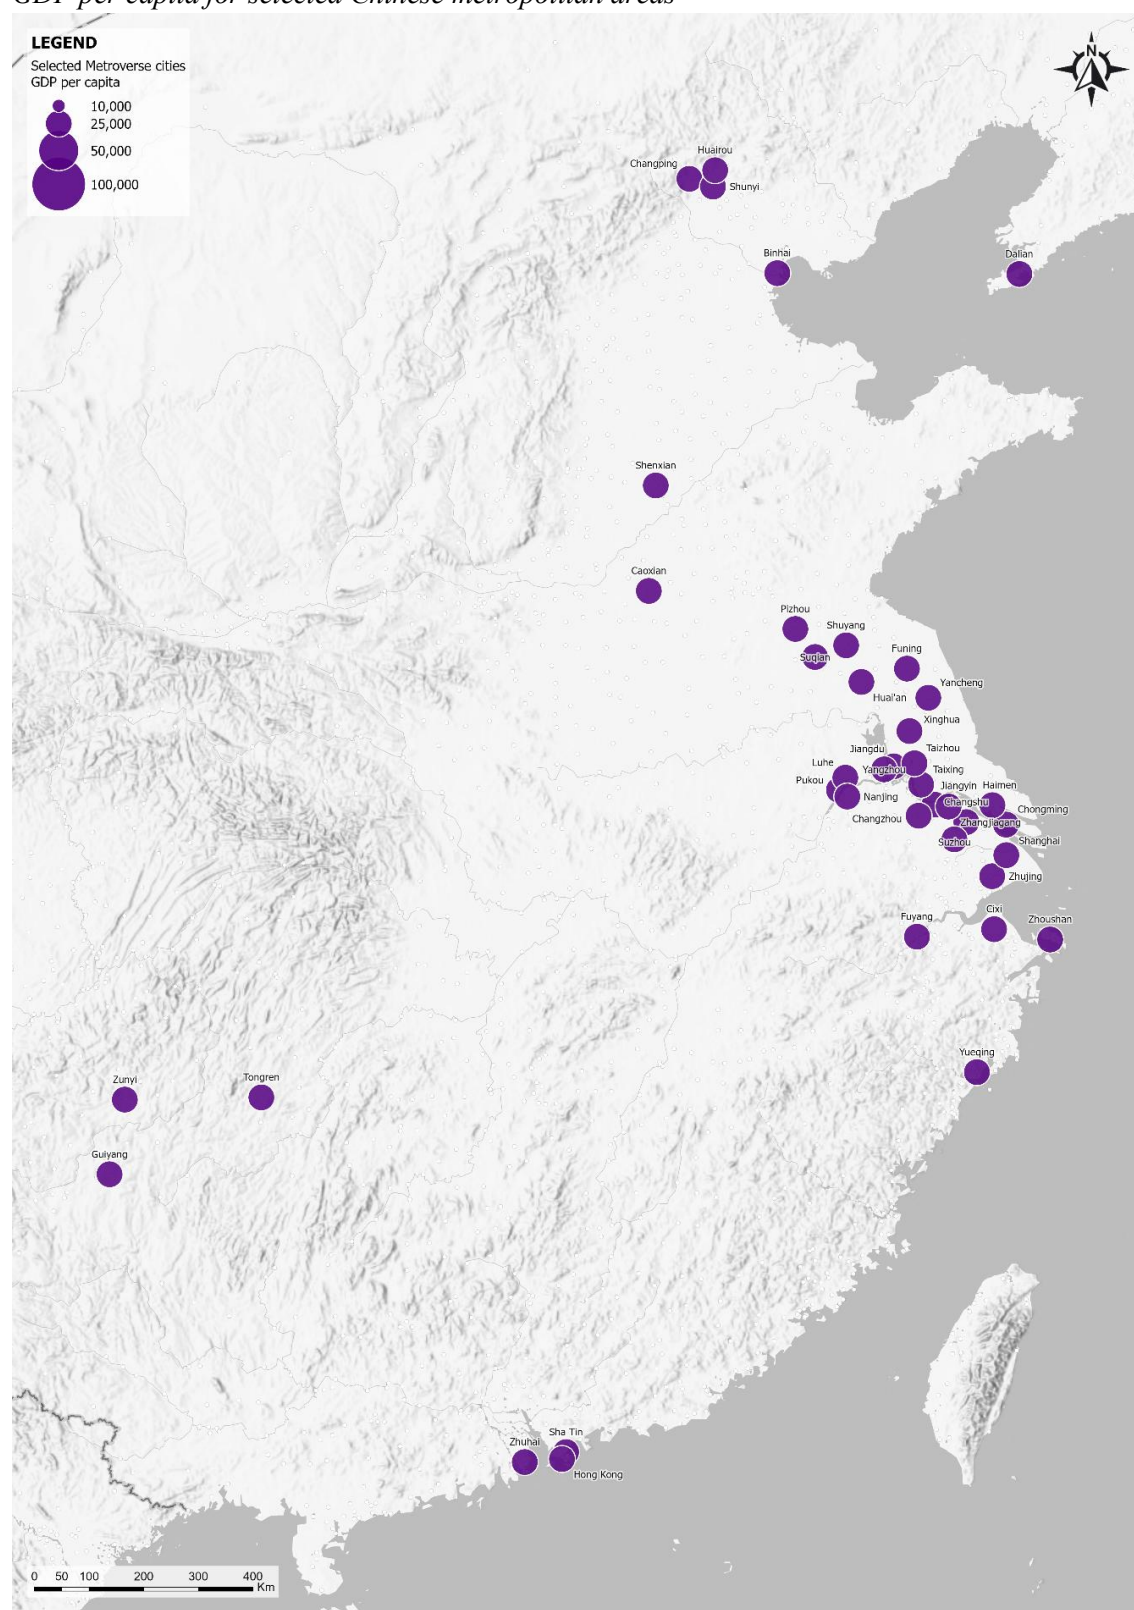 GDP per capita for selected Chinese metropolitan areas
LEGEND
Selected Metroverse cities
GDP per capita
10,000
25,000
50,000
100,000
N
Huairou
Changping
Shunyi
Binhai
Dalian
Shenxian
Caoxian
Pizhou
Shuyang
Suqian
Funing
Huai'an
Yancheng
Xinghua
Jiangdu
Taizhou
Luhe
Yangzhou
Taixing
Pukou
Jiangyin
Haimen
Nanjing
Changshu
Chongming
Changzhou
Zhangjiagang
Suzhou
Shanghai
Zhujing
Cixi
Fuyang
Zhoushan
Yueqing
Zunyi
Tongren
Guiyang
Sha Tin
Zhuhai
Hong Kong
0 50 100 200 300 400
Km